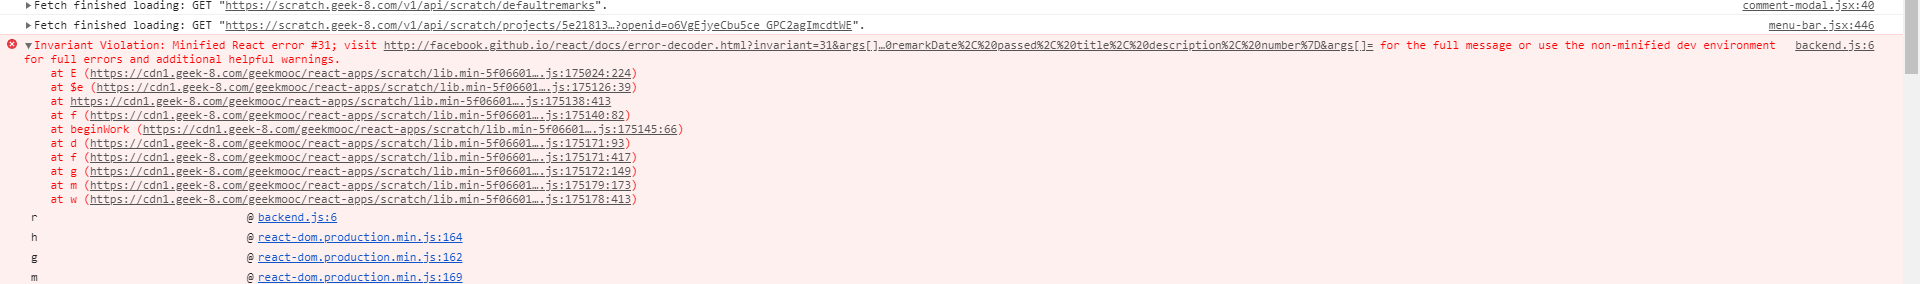 ▶Fetch finished loading: GET "https://scratch.geek-8.com/v1/api/scratch/defaultremarks". comment-modal.jsx:40
▶Fetch finished loading: GET "https://scratch.geek-8.com/v1/api/scratch/projects/5e21813…?openid=o6VgEjyeCbu5ce_GPC2agImcdtWE". menu-bar.jsx:446
▼Invariant Violation: Minified React error #31; visit http://facebook.github.io/react/docs/error-decoder.html?invariant=31&args[]…0remarkDate%2C%20passed%2C%20title%2C%20description%2C%20number%7D&args[]= for the full message or use the non-minified dev environment backend.js:6
for full errors and additional helpful warnings.
at E (https://cdn1.geek-8.com/geekmooc/react-apps/scratch/lib.min-5f06601….js:175024:224)
at $e (https://cdn1.geek-8.com/geekmooc/react-apps/scratch/lib.min-5f06601….js:175126:39)
at https://cdn1.geek-8.com/geekmooc/react-apps/scratch/lib.min-5f06601….js:175138:413
at f (https://cdn1.geek-8.com/geekmooc/react-apps/scratch/lib.min-5f06601….js:175140:82)
at beginWork (https://cdn1.geek-8.com/geekmooc/react-apps/scratch/lib.min-5f06601….js:175145:66)
at d (https://cdn1.geek-8.com/geekmooc/react-apps/scratch/lib.min-5f06601….js:175171:93)
at f (https://cdn1.geek-8.com/geekmooc/react-apps/scratch/lib.min-5f06601….js:175171:417)
at g (https://cdn1.geek-8.com/geekmooc/react-apps/scratch/lib.min-5f06601….js:175172:149)
at m (https://cdn1.geek-8.com/geekmooc/react-apps/scratch/lib.min-5f06601….js:175179:173)
at w (https://cdn1.geek-8.com/geekmooc/react-apps/scratch/lib.min-5f06601….js:175178:413)
r @ backend.js:6
h @ react-dom.production.min.js:164
g @ react-dom.production.min.js:162
m @ react-dom.production.min.js:169